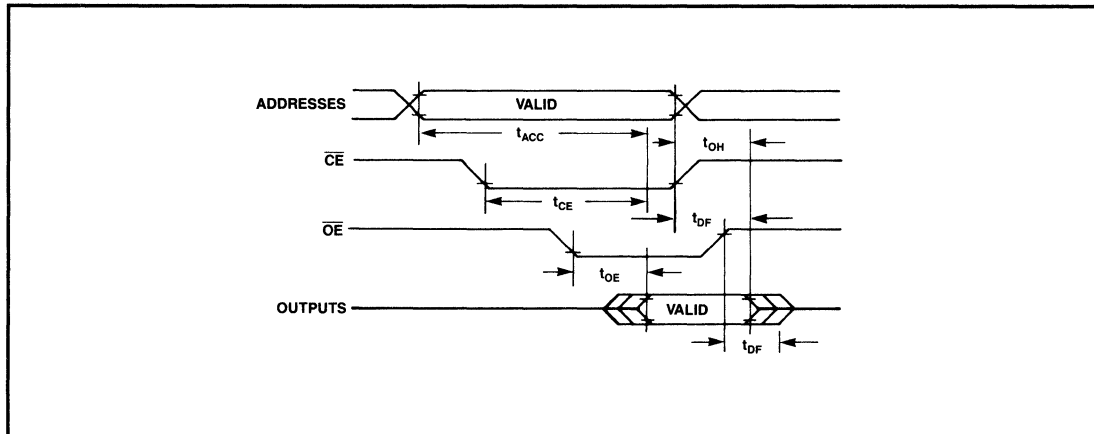 ADDRESSES
VALID
tACC
tOH
CE
tCE
tDF
OE
tOE
OUTPUTS
VALID
tDF